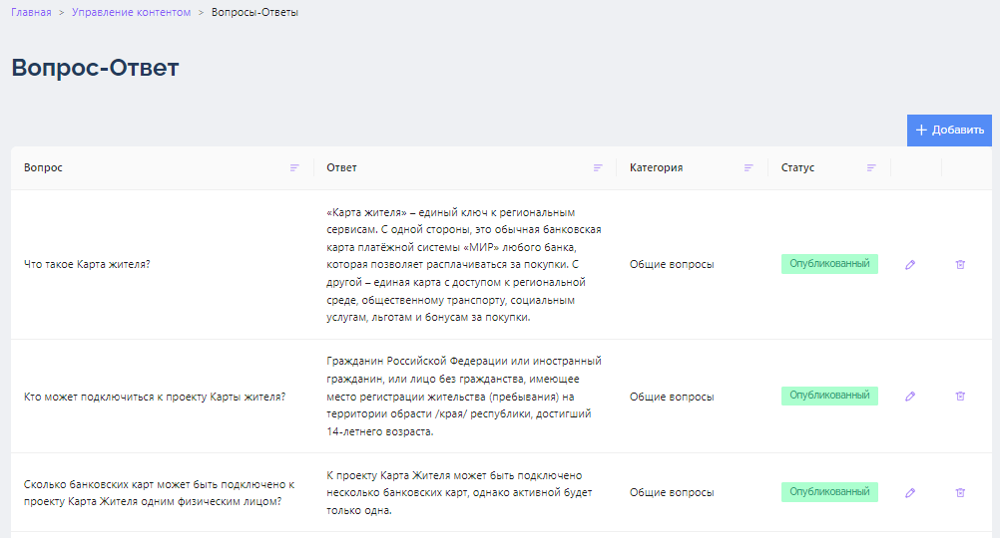 Главная > Управление контентом > Вопросы-Ответы
Вопрос-Ответ
+ Добавить
Вопрос Ответ Категория Статус
Что такое Карта жителя?
«Карта жителя» – единый ключ к региональным
сервисам. С одной стороны, это обычная банковская
карта платёжной системы «МИР» любого банка,
которая позволяет расплачиваться за покупки. С
другой – единая карта с доступом к региональной
среде, общественному транспорту, социальным
услугам, льготам и бонусам за покупки.
Общие вопросы
Опубликованный
Кто может подключиться к проекту Карты жителя?
Гражданин Российской Федерации или иностранный
гражданин, или лицо без гражданства, имеющее
место регистрации жительства (пребывания) на
территории обрасти /края/ республики, достигший
14-летнего возраста.
Общие вопросы
Опубликованный
Сколько банковских карт может быть подключено к
проекту Карта Жителя одним физическим лицом?
К проекту Карта Жителя может быть подключено
несколько банковских карт, однако активной будет
только одна.
Общие вопросы
Опубликованный